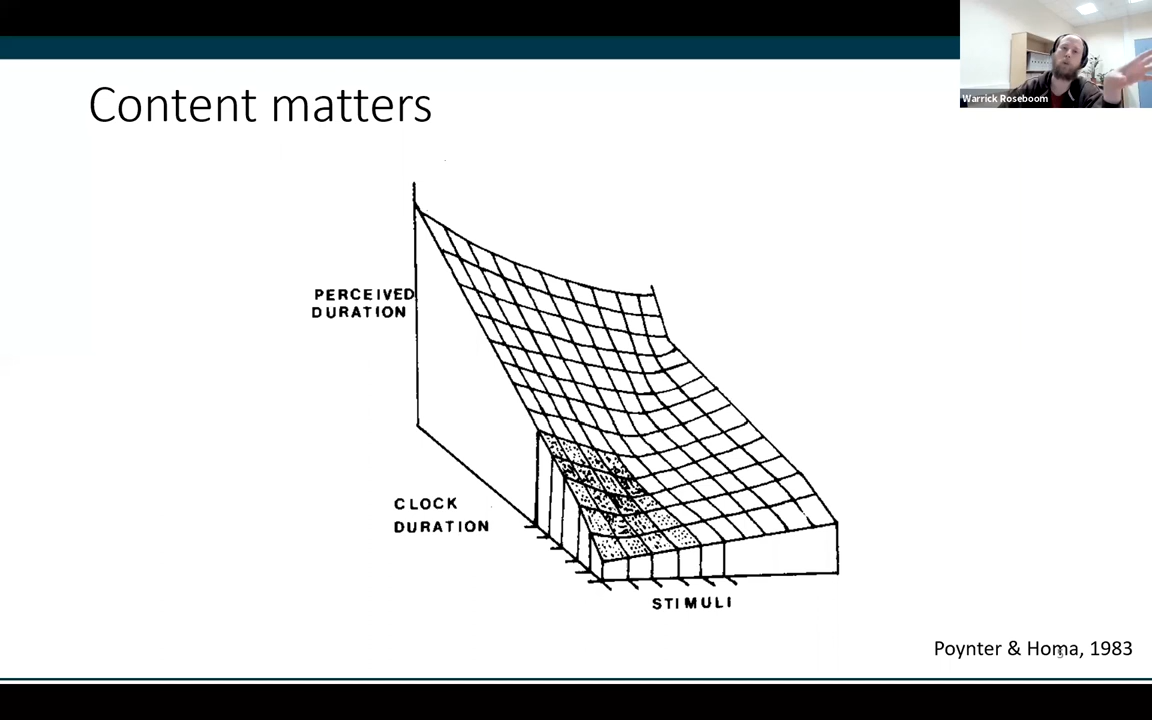 Warrick Roseboom
Content matters
PERCEIVED
DURATION
CLOCK
DURATION
STIMULI
Poynter & Homa, 1983